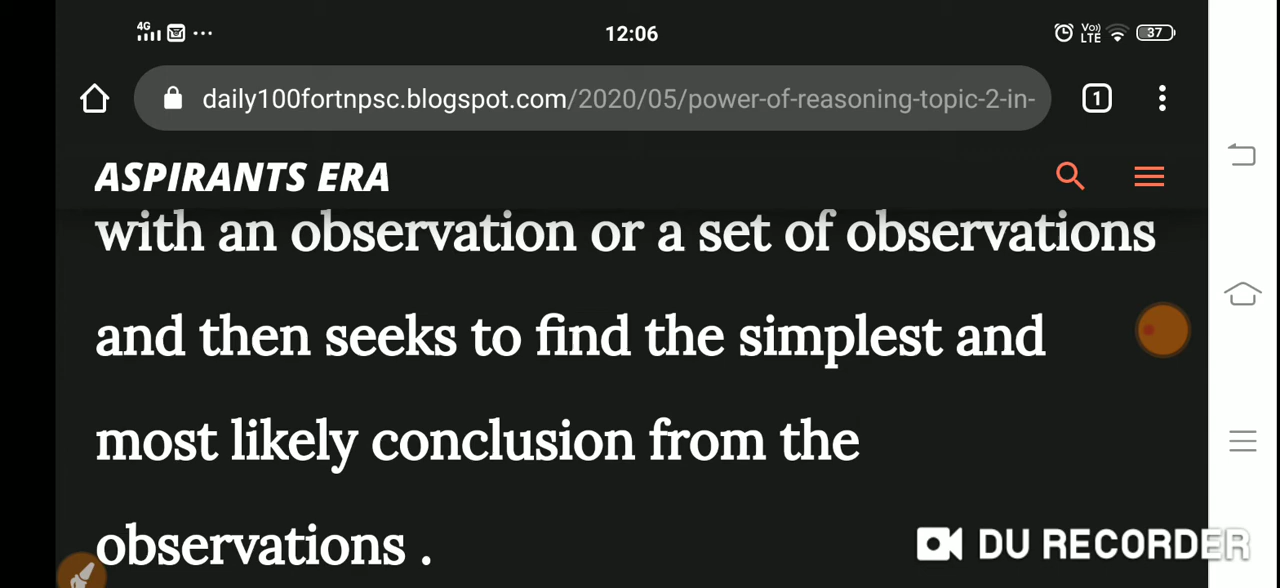 4G ... 12:06 Vo) LTE 37
daily100fortnpsc.blogspot.com/2020/05/power-of-reasoning-topic-2-in- 1
ASPIRANTS ERA
with an observation or a set of observations
and then seeks to find the simplest and
most likely conclusion from the
observations .
DU RECORDER